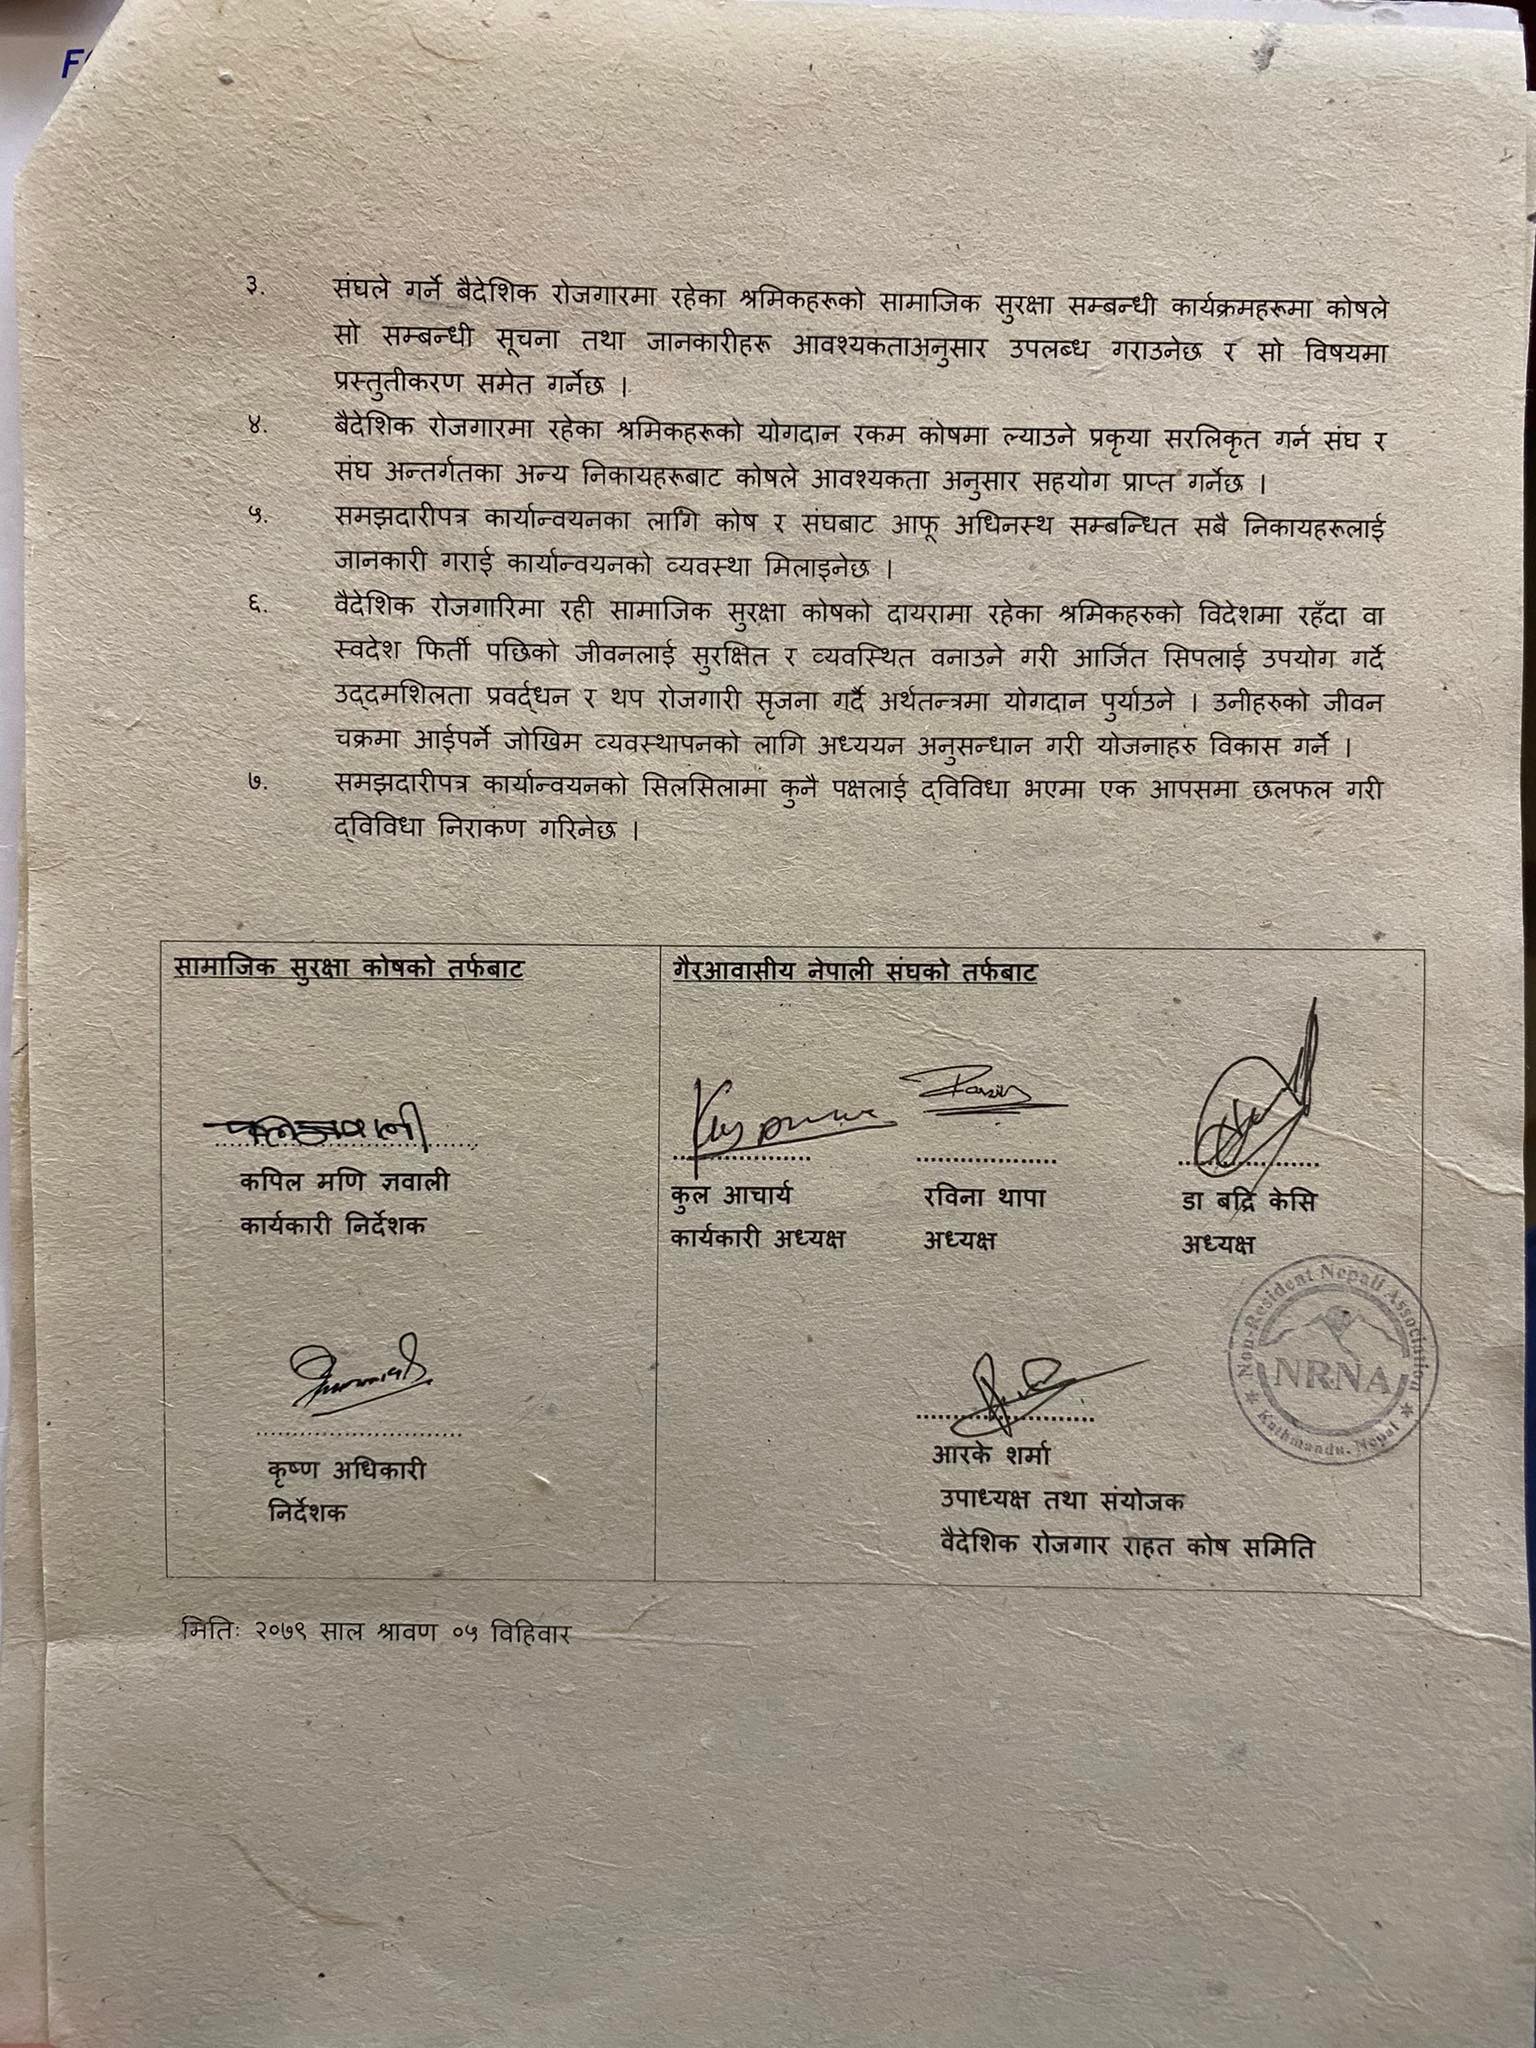 ३. संघले गर्ने बैदेशिक रोजगारमा रहेका श्रमिकहरूको सामाजिक सुरक्षा सम्बन्धी कार्यक्रमहरूमा कोषले
सो सम्बन्धी सूचना तथा जानकारीहरू आवश्यकताअनुसार उपलब्ध गराउनेछ र सो विषयमा
प्रस्तुतीकरण समेत गर्नेछ ।
४. बैदेशिक रोजगारमा रहेका श्रमिकहरूको योगदान रकम कोषमा ल्याउने प्रकृया सरलिकृत गर्न संघ र
संघ अन्तर्गतका अन्य निकायहरूबाट कोषले आवश्यकता अनुसार सहयोग प्राप्त गर्नेछ ।
५. समझदारीपत्र कार्यान्वयनका लागि कोष र संघबाट आफू अधिनस्थ सम्बन्धित सबै निकायहरूलाई
जानकारी गराई कार्यान्वयनको व्यवस्था मिलाइनेछ ।
६. वैदेशिक रोजगारिमा रही सामाजिक सुरक्षा कोषको दायरामा रहेका श्रमिकहरुको विदेशमा रहँदा वा
स्वदेश फिर्ती पछिको जीवनलाई सुरक्षित र व्यवस्थित वनाउने गरी आर्जित सिपलाई उपयोग गर्दे
उद्दमशिलता प्रवर्द्धन र थप रोजगारी सृजना गर्दै अर्थतन्त्रमा योगदान पुर्याउने । उनीहरुको जीवन
चक्रमा आईपर्ने जोखिम व्यवस्थापनको लागि अध्ययन अनुसन्धान गरी योजनाहरु विकास गर्ने ।
७. समझदारीपत्र कार्यान्वयनको सिलसिलामा कुनै पक्षलाई द्विविधा भएमा एक आपसमा छलफल गरी
द्विविधा निराकण गरिनेछ ।
सामाजिक सुरक्षा कोषको तर्फबाट
कपिल मणि ज्ञवाली
कार्यकारी निर्देशक
कृष्ण अधिकारी
निर्देशक
गैरआवासीय नेपाली संघको तर्फबाट
कुल आचार्य रविना थापा डा बद्रि केसि
कार्यकारी अध्यक्ष अध्यक्ष अध्यक्ष
आरके शर्मा
उपाध्यक्ष तथा संयोजक
वैदेशिक रोजगार राहत कोष समिति
Non-Resident Nepali Association
NRNA
Kathmandu, Nepal
मितिः २०७९ साल श्रावण ०५ विहिवार